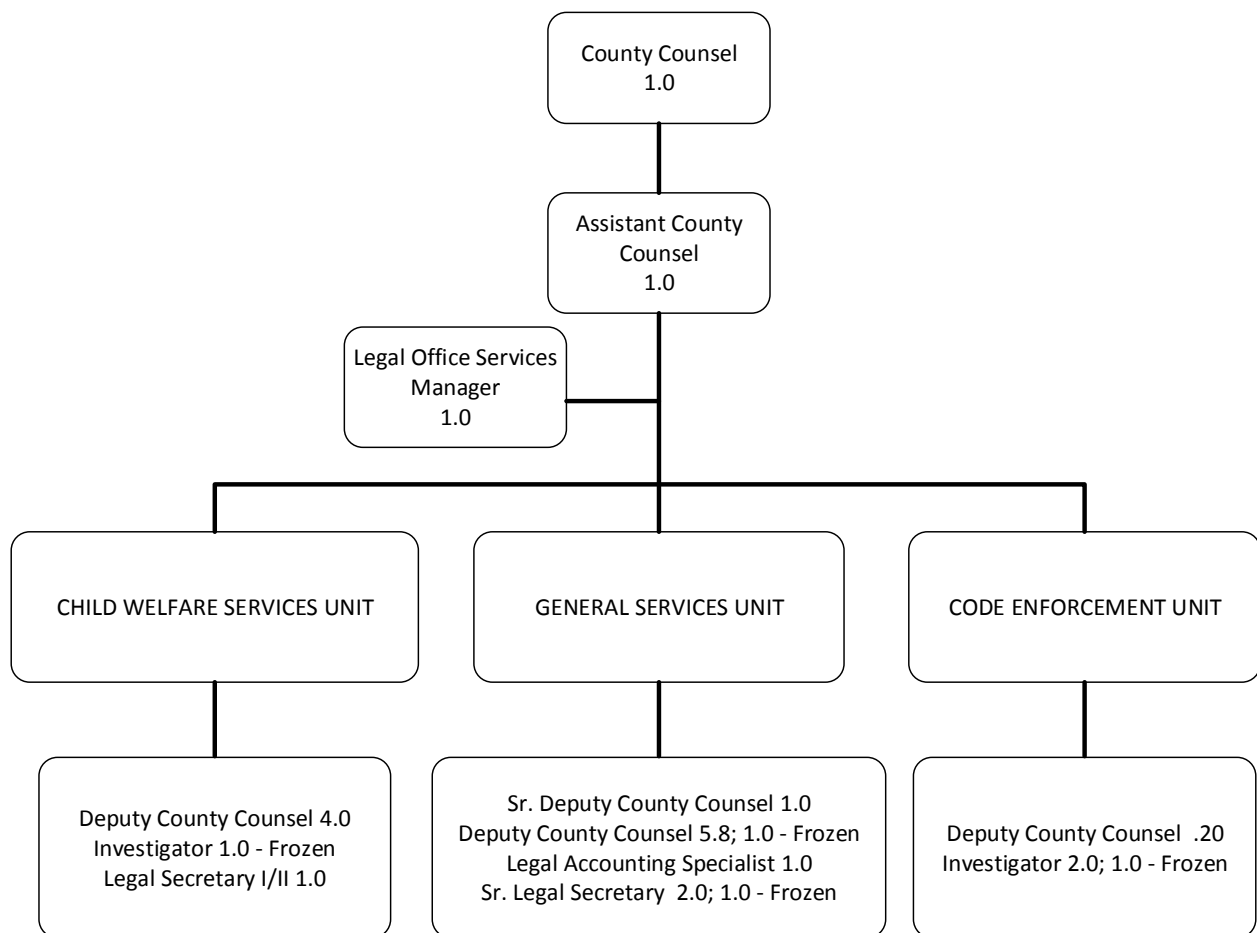 County Counsel
1.0
Assistant County
Counsel
1.0
Legal Office Services
Manager
1.0
CHILD WELFARE SERVICES UNIT
GENERAL SERVICES UNIT
CODE ENFORCEMENT UNIT
Deputy County Counsel 4.0
Investigator 1.0 - Frozen
Legal Secretary I/II 1.0
Sr. Deputy County Counsel 1.0
Deputy County Counsel 5.8; 1.0 - Frozen
Legal Accounting Specialist 1.0
Sr. Legal Secretary  2.0; 1.0 - Frozen
Deputy County Counsel  .20
Investigator 2.0; 1.0 - Frozen